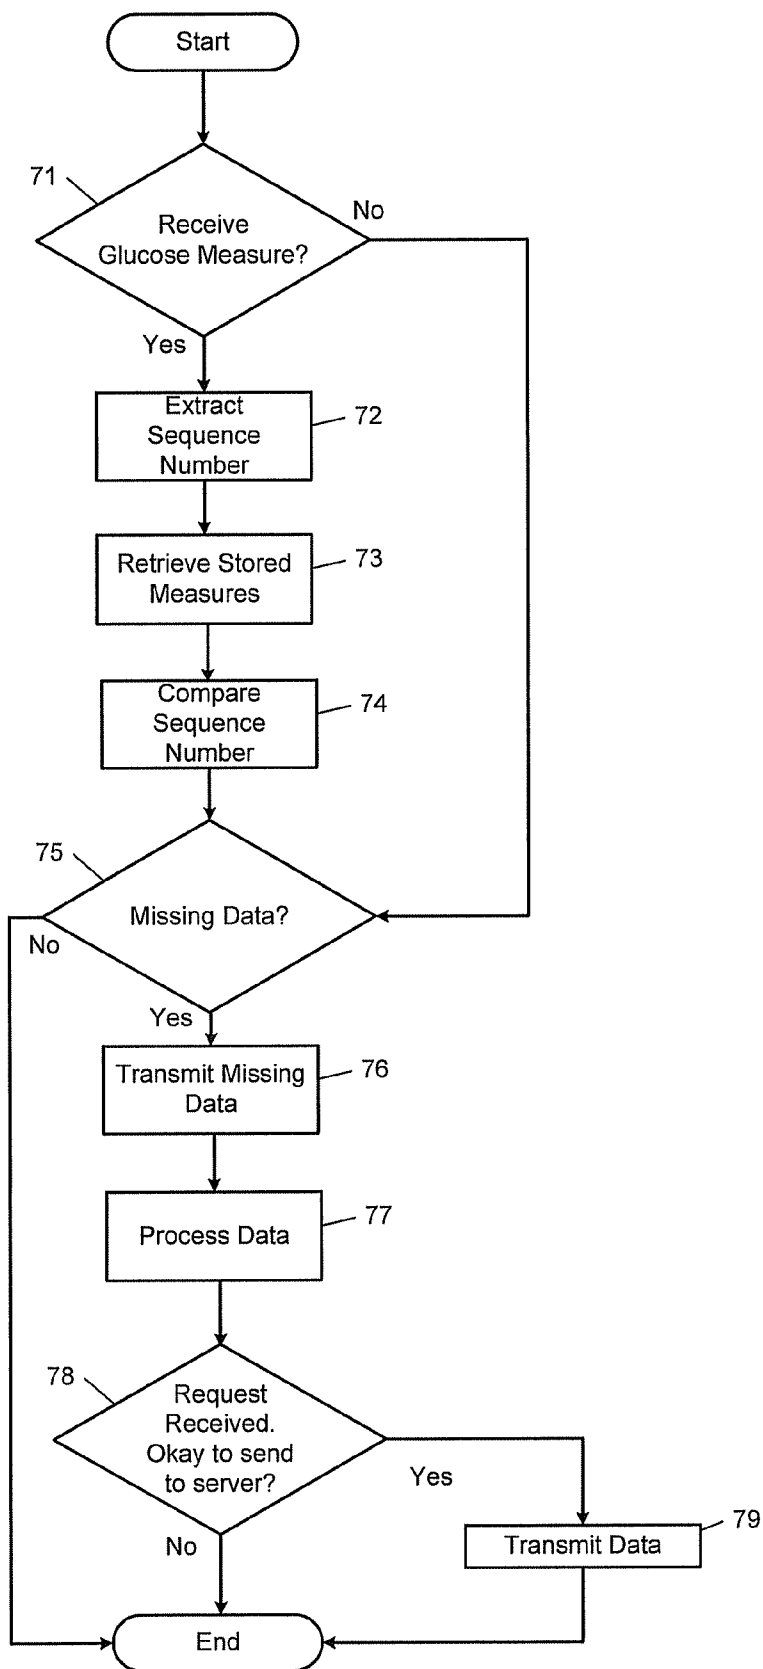 Start
71
Receive
Glucose Measure?
No
Yes
Extract
Sequence
Number
72
Retrieve Stored
Measures
73
Compare
Sequence
Number
74
75
Missing Data?
No
Yes
Transmit Missing
Data
76
Process Data
77
78
Request
Received.
Okay to send
to server?
Yes
No
Transmit Data
79
End